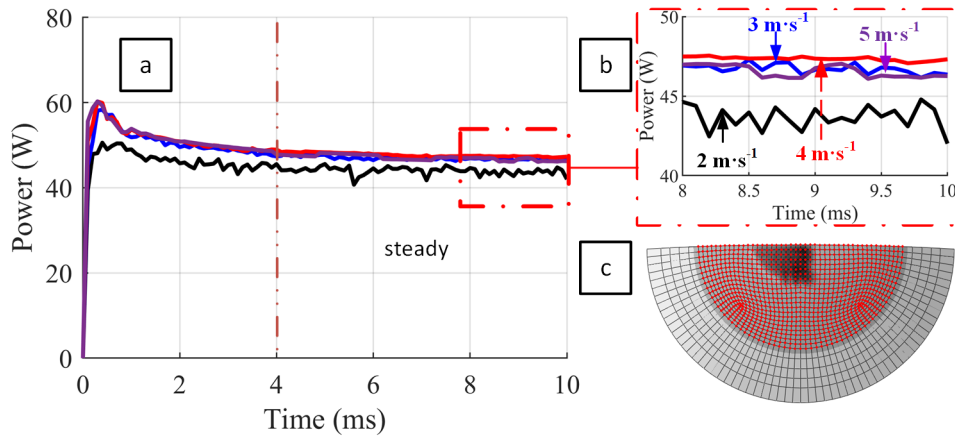 a
80
60
40
20
0
0 2 4 6 8 10
Power (W)
Time (ms)
steady
b
50
45
40
8 8.5 9 9.5 10
Power (W)
Time (ms)
3 m·s⁻¹
5 m·s⁻¹
2 m·s⁻¹
4 m·s⁻¹
c